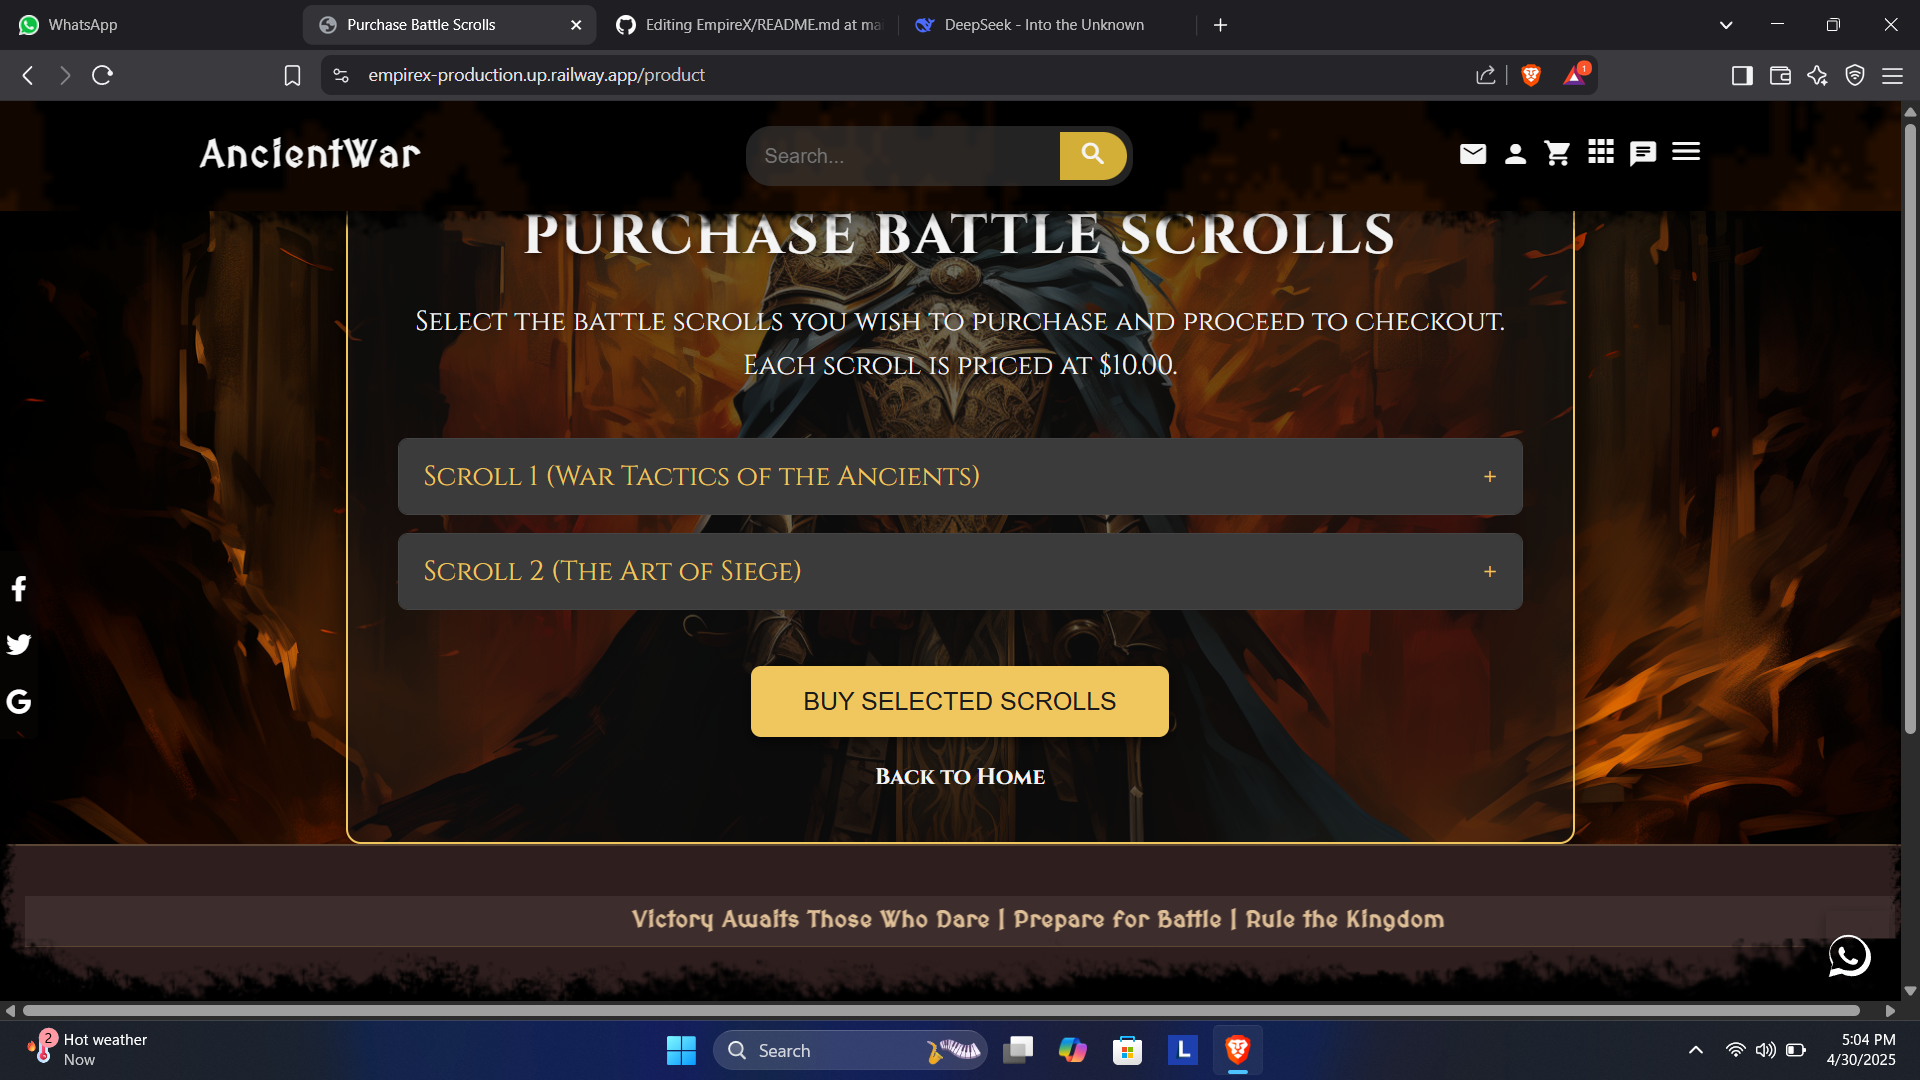 WhatsApp
Purchase Battle Scrolls
Editing EmpireX/README.md at ma
DeepSeek - Into the Unknown
empirex-production.up.railway.app/product
1
AncientWar
Search...
PURCHASE BATTLE SCROLLS
Select the battle scrolls you wish to purchase and proceed to checkout.
Each scroll is priced at $10.00.
Scroll 1 (War Tactics of the Ancients)
+
Scroll 2 (The Art of Siege)
+
BUY SELECTED SCROLLS
Back to Home
Victory Awaits Those Who Dare | Prepare for Battle | Rule the Kingdom
2
Hot weather
Now
Search
L
5:04 PM
4/30/2025